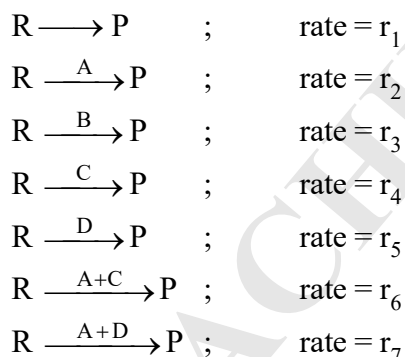 R ⟶ P ; rate = r₁
R —A→ P ; rate = r₂
R —B→ P ; rate = r₃
R —C→ P ; rate = r₄
R —D→ P ; rate = r₅
R —A+C→ P ; rate = r₆
R —A+D→ P ; rate = r₇